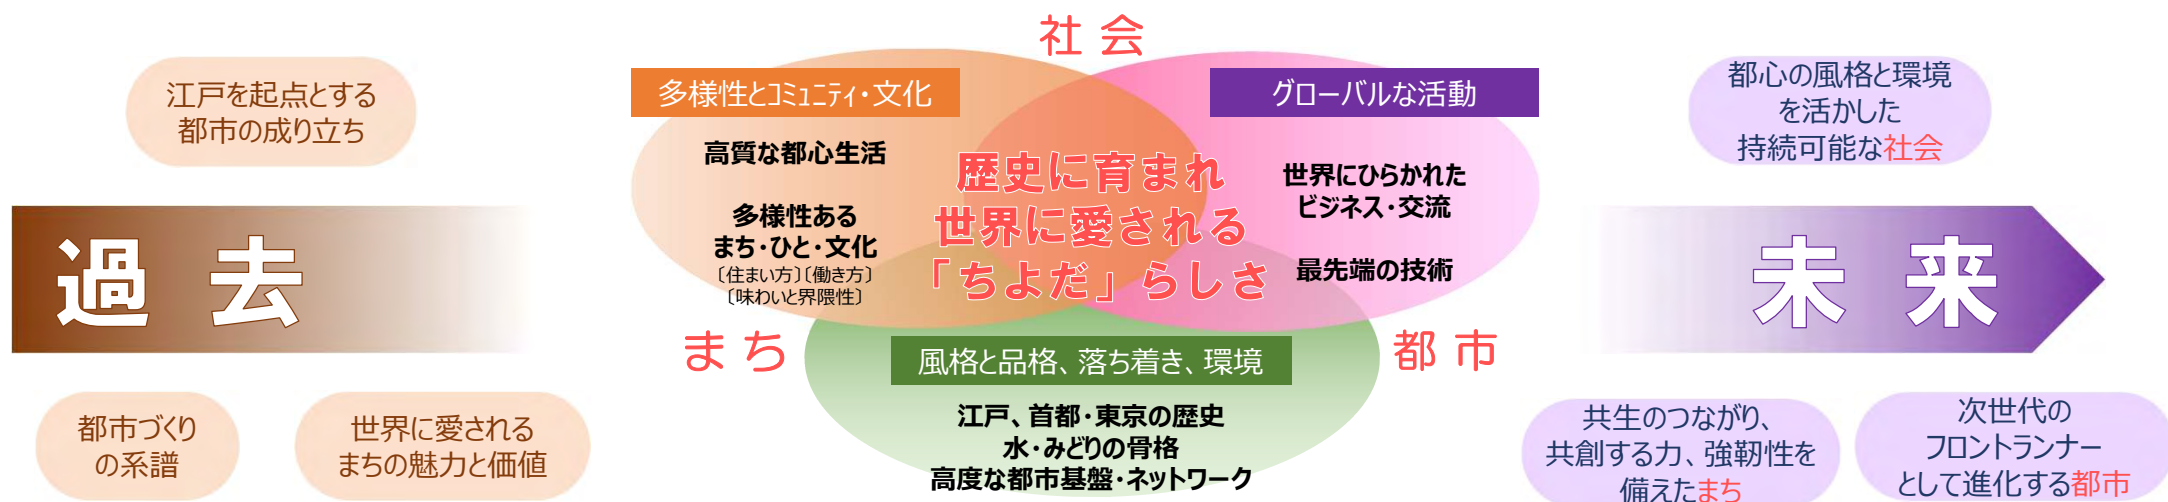 社会
江戸を起点とする
都市の成り立ち
過去
都市づくり
の系譜
世界に愛される
まちの魅力と価値
多様性とコミュニティ・文化
高質な都心生活
多様性ある
まち・ひと・文化
〔住まい方〕〔働き方〕
〔味わいと界隈性〕
グローバルな活動
世界にひらかれた
ビジネス・交流
最先端の技術
歴史に育まれ
世界に愛される
「ちよだ」らしさ
まち
都市
風格と品格、落ち着き、環境
江戸、首都・東京の歴史
水・みどりの骨格
高度な都市基盤・ネットワーク
都心の風格と環境
を活かした
持続可能な社会
未来
共生のつながり、
共創する力、強靭性を
備えたまち
次世代の
フロントランナー
として進化する都市